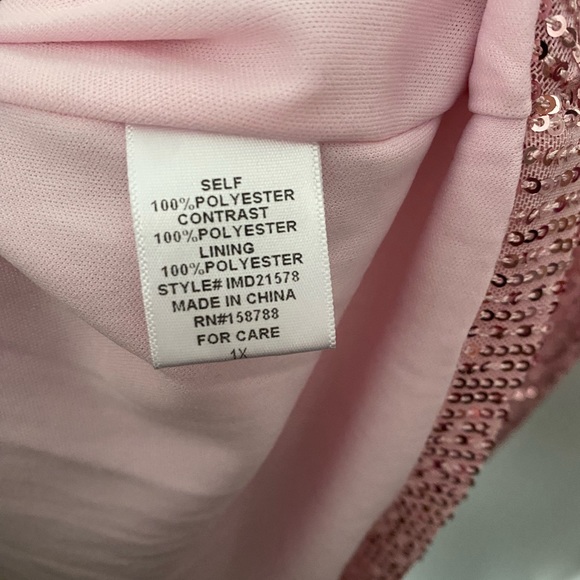 SELF
100%POLYESTER
CONTRAST
100%POLYESTER
LINING
100%POLYESTER
STYLE# IMD21578
MADE IN CHINA
RN#158788
FOR CARE
1X